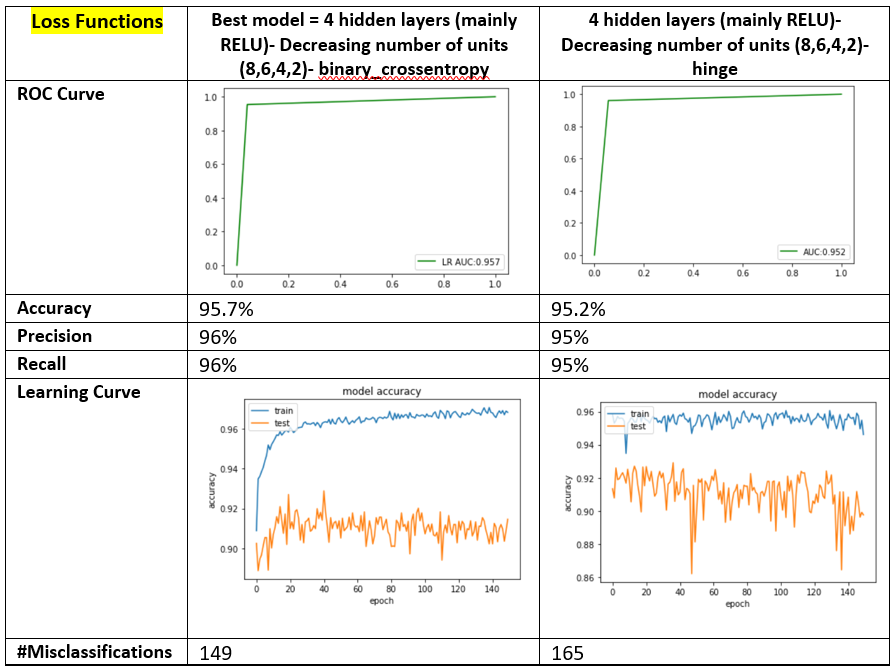 Loss Functions
Best model = 4 hidden layers (mainly
RELU)- Decreasing number of units
(8,6,4,2)- binary_crossentropy
4 hidden layers (mainly RELU)-
Decreasing number of units (8,6,4,2)-
hinge
ROC Curve
1.0
0.8
0.6
0.4
0.2
0.0
LR AUC:0.957
0.0 0.2 0.4 0.6 0.8 1.0
1.0
0.8
0.6
0.4
0.2
0.0
AUC:0.952
0.0 0.2 0.4 0.6 0.8 1.0
Accuracy
95.7%
95.2%
Precision
96%
95%
Recall
96%
95%
Learning Curve
model accuracy
train
test
0.96
0.94
0.92
0.90
accuracy
0 20 40 60 80 100 120 140
epoch
model accuracy
train
test
0.96
0.94
0.92
0.90
0.88
0.86
accuracy
0 20 40 60 80 100 120 140
epoch
#Misclassifications
149
165